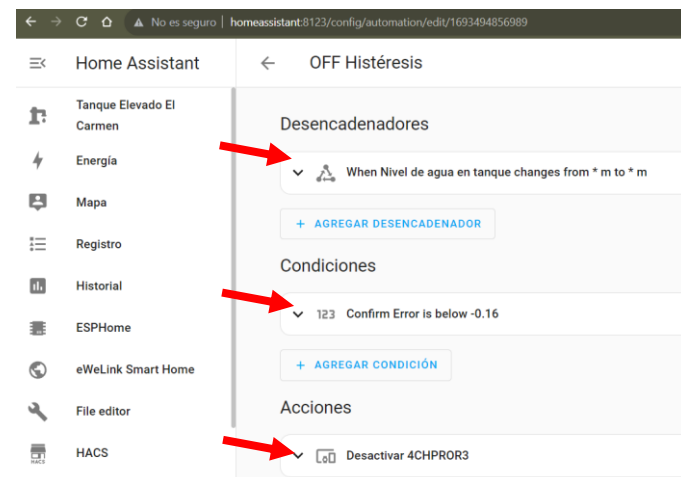 No es seguro | homeassistant:8123/config/automation/edit/1693494856989
Home Assistant
OFF Histéresis
Tanque Elevado El
Carmen
Energía
Mapa
Registro
Historial
ESPHome
eWeLink Smart Home
File editor
HACS
HACS
Desencadenadores
When Nivel de agua en tanque changes from * m to * m
+ AGREGAR DESENCADENADOR
Condiciones
123 Confirm Error is below -0.16
+ AGREGAR CONDICIÓN
Acciones
Desactivar 4CHPROR3